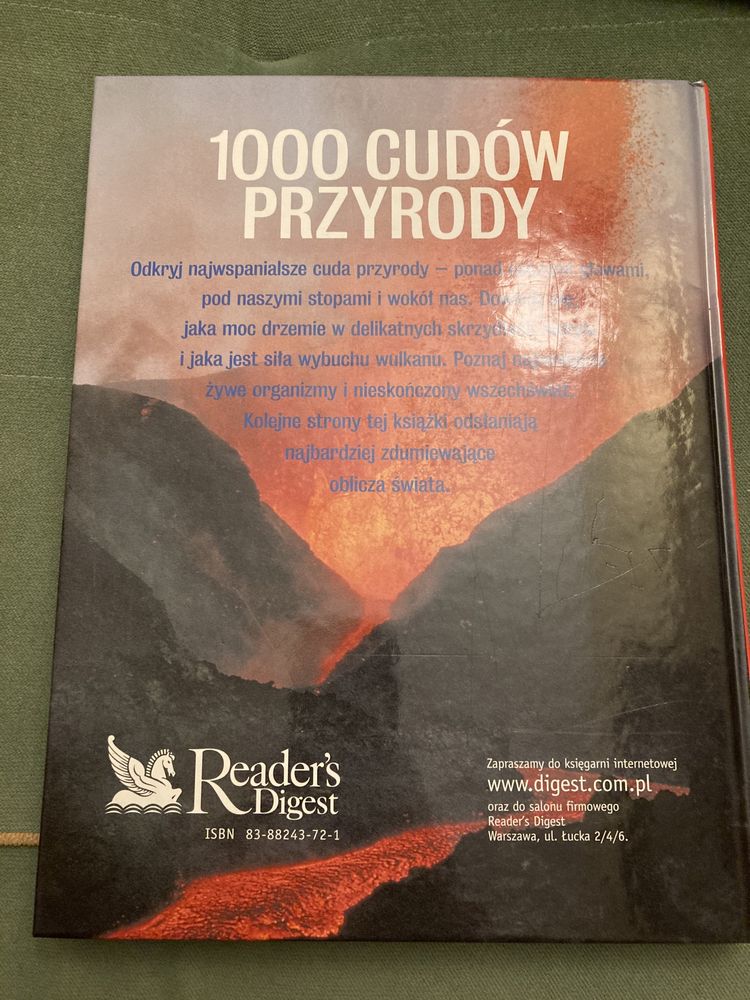 1000 CUDÓW
PRZYRODY
Odkryj najwspanialsze cuda przyrody – ponad głowami,
pod naszymi stopami i wokół nas.
jaka moc drzemie w delikatnych
i jaka jest siła wybuchu wulkanu. Poznaj
żywe organizmy i nieskończony wszechświat.
Kolejne strony tej książki odsłaniają
najbardziej zdumiewające
oblicza świata.
Reader's
Digest
ISBN 83-88243-72-1
Zapraszamy do księgarni internetowej
www.digest.com.pl
oraz do salonu firmowego
Reader's Digest
Warszawa, ul. Łucka 2/4/6.